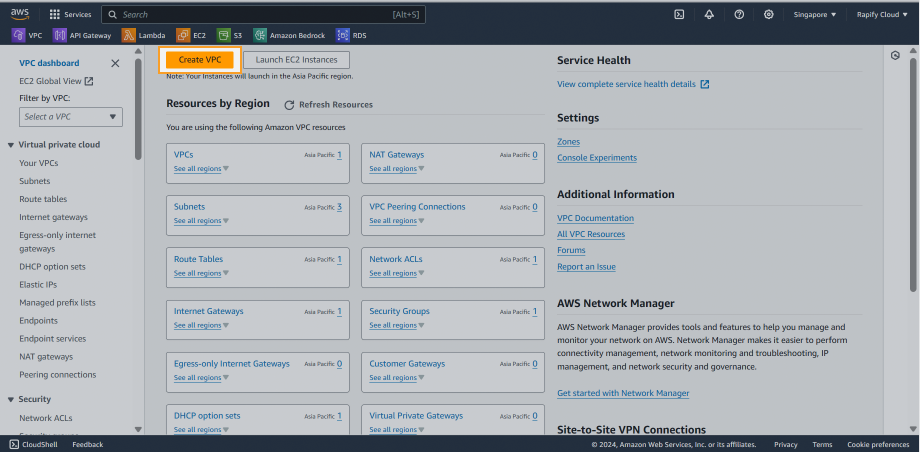 aws
Services
Search
[Alt+S]
Singapore ▼
Rapify Cloud ▼
VPC
API Gateway
Lambda
EC2
S3
Amazon Bedrock
RDS
VPC dashboard
EC2 Global View
Filter by VPC:
Select a VPC
Virtual private cloud
Your VPCs
Subnets
Route tables
Internet gateways
Egress-only internet
gateways
DHCP option sets
Elastic IPs
Managed prefix lists
Endpoints
Endpoint services
NAT gateways
Peering connections
Security
Network ACLs
Create VPC
Launch EC2 Instances
Note: Your Instances will launch in the Asia Pacific region.
Resources by Region
Refresh Resources
You are using the following Amazon VPC resources
VPCs Asia Pacific 1
See all regions ▼
NAT Gateways Asia Pacific 0
See all regions ▼
Subnets Asia Pacific 3
See all regions ▼
VPC Peering Connections Asia Pacific 0
See all regions ▼
Route Tables Asia Pacific 1
See all regions ▼
Network ACLs Asia Pacific 1
See all regions ▼
Internet Gateways Asia Pacific 1
See all regions ▼
Security Groups Asia Pacific 1
See all regions ▼
Egress-only Internet Gateways Asia Pacific 0
See all regions ▼
Customer Gateways Asia Pacific 0
See all regions ▼
DHCP option sets Asia Pacific 1
See all regions ▼
Virtual Private Gateways Asia Pacific 0
See all regions ▼
Service Health
View complete service health details
Settings
Zones
Console Experiments
Additional Information
VPC Documentation
All VPC Resources
Forums
Report an Issue
AWS Network Manager
AWS Network Manager provides tools and features to help you manage and
monitor your network on AWS. Network Manager makes it easier to perform
connectivity management, network monitoring and troubleshooting, IP
management, and network security and governance.
Get started with Network Manager
Site-to-Site VPN Connections
CloudShell
Feedback
© 2024, Amazon Web Services, Inc. or its affiliates.
Privacy
Terms
Cookie preferences